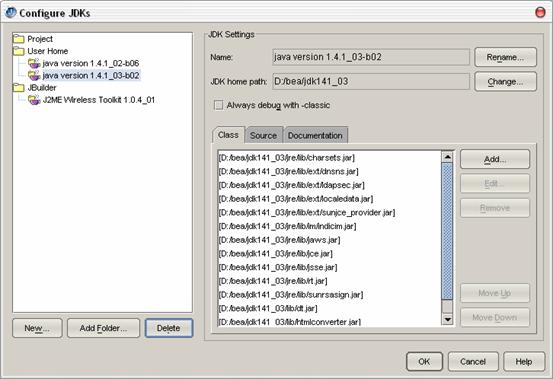 Configure JDKs
Project
User Home
java version 1.4.1_02-b06
java version 1.4.1_03-b02
JBuilder
J2ME Wireless Toolkit 1.0.4_01
New...
Add Folder...
Delete
JDK Settings
Name:
java version 1.4.1_03-b02
Rename...
JDK home path:
D:/bea/jdk141_03
Change...
Always debug with -classic
Class
Source
Documentation
[D:/bea/jdk141_03/jre/lib/charsets.jar]
[D:/bea/jdk141_03/jre/lib/ext/dnsns.jar]
[D:/bea/jdk141_03/jre/lib/ext/ldapsec.jar]
[D:/bea/jdk141_03/jre/lib/ext/localedata.jar]
[D:/bea/jdk141_03/jre/lib/ext/sunjce_provider.jar]
[D:/bea/jdk141_03/jre/lib/im/indicim.jar]
[D:/bea/jdk141_03/jre/lib/jaws.jar]
[D:/bea/jdk141_03/jre/lib/jce.jar]
[D:/bea/jdk141_03/jre/lib/jsse.jar]
[D:/bea/jdk141_03/jre/lib/rt.jar]
[D:/bea/jdk141_03/jre/lib/sunrsasign.jar]
[D:/bea/jdk141_03/lib/dt.jar]
[D:/bea/jdk141_03/lib/htmlconverter.jar]
Add...
Edit...
Remove
Move Up
Move Down
OK
Cancel
Help